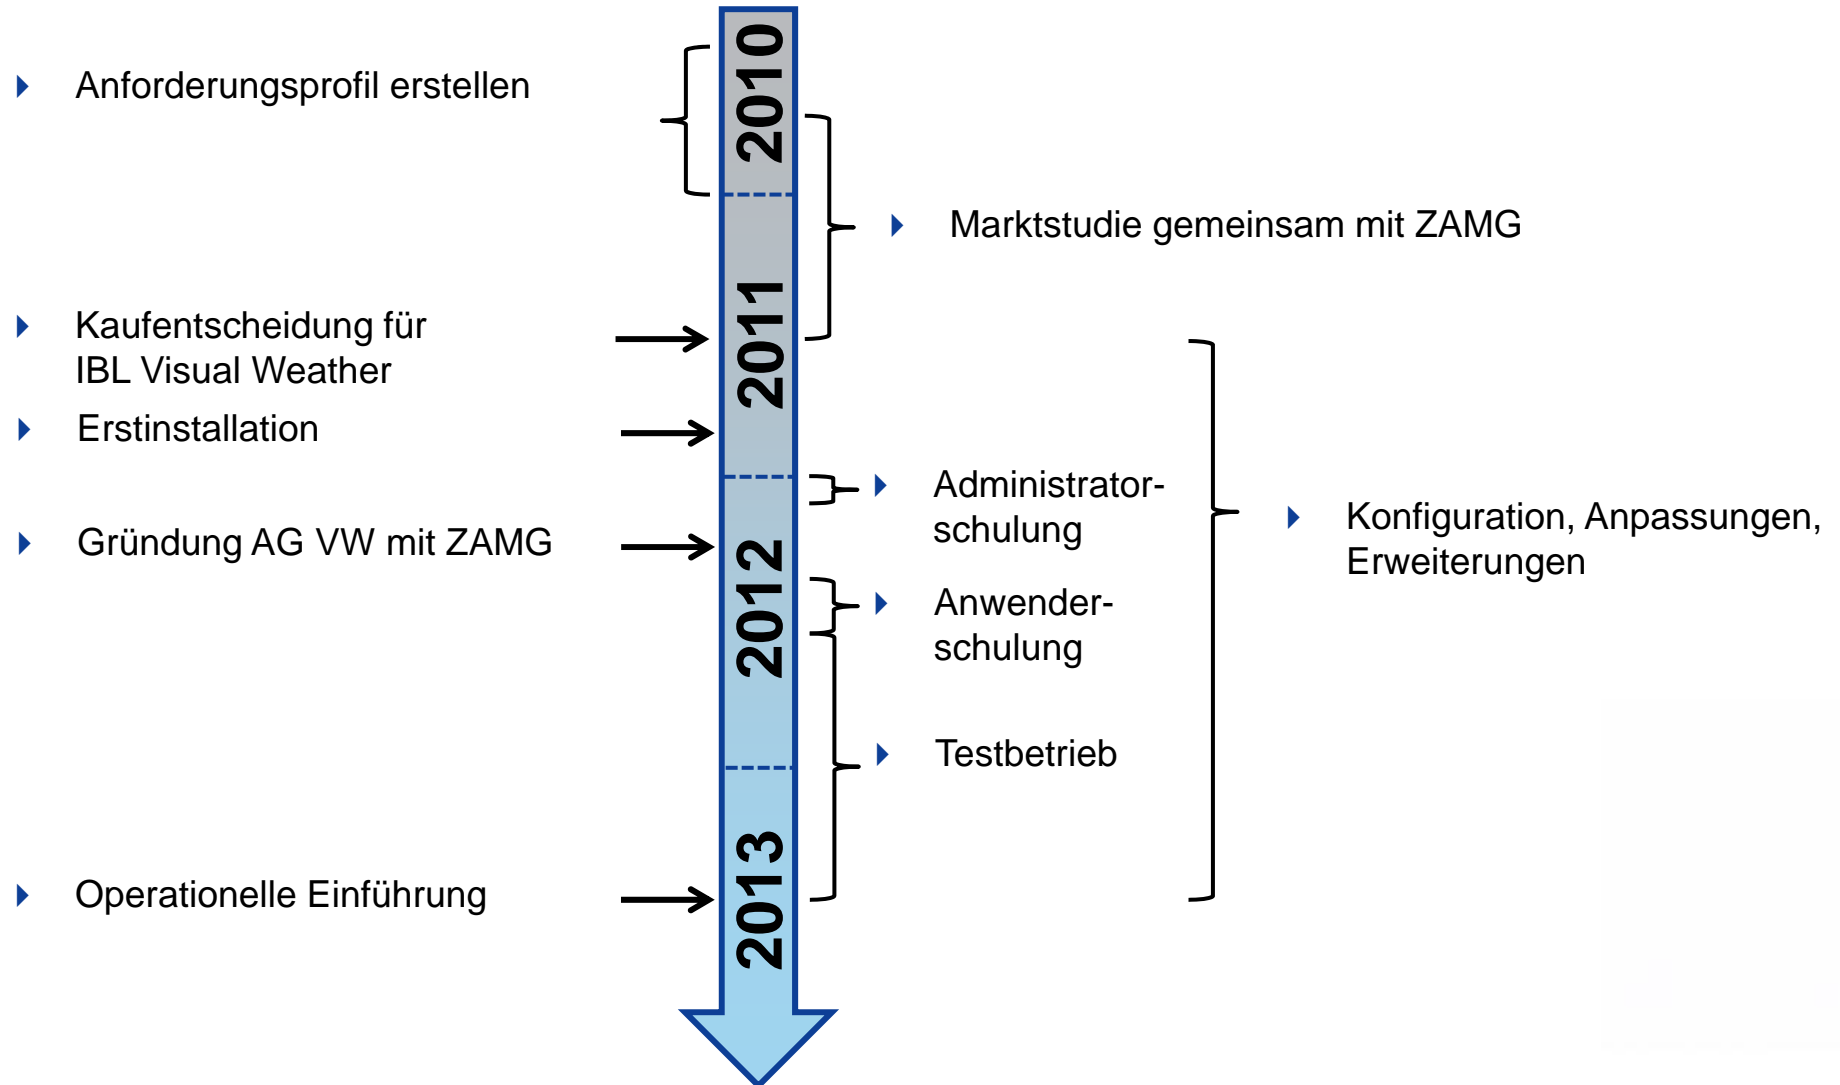 2010
Anforderungsprofil erstellen
Marktstudie gemeinsam mit ZAMG
2011
Kaufentscheidung für
IBL Visual Weather
Erstinstallation
Administrator-
schulung
Konfiguration, Anpassungen,
Erweiterungen
Gründung AG VW mit ZAMG
2012
Anwender-
schulung
Testbetrieb
2013
Operationelle Einführung